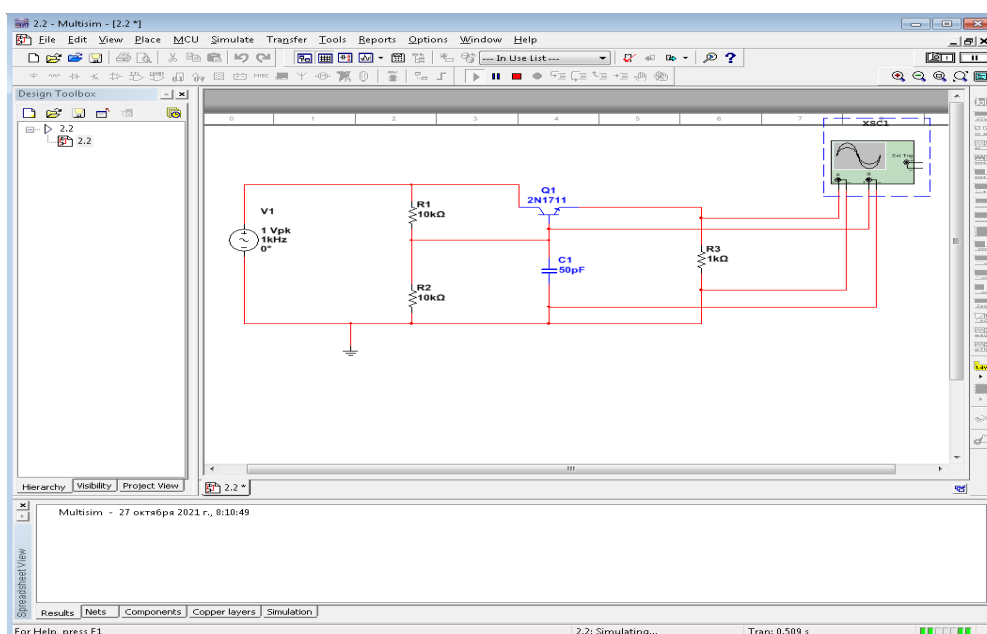 2.2 - Multisim - [2.2 *]
File Edit View Place MCU Simulate Transfer Tools Reports Options Window Help
--- In Use List ---
Design Toolbox
2.2
2.2
0 1 2 3 4 5 6 7
XSC1
Ext Trig
A B
V1
1 Vpk
1kHz
0°
R1
10kΩ
R2
10kΩ
Q1
2N1711
C1
50pF
R3
1kΩ
1.4v
Hierarchy Visibility Project View
2.2 *
Multisim - 27 октября 2021 г., 8:10:49
Spreadsheet View
Results Nets Components Copper layers Simulation
For Help, press F1
2.2: Simulating...
Tran: 0.509 s